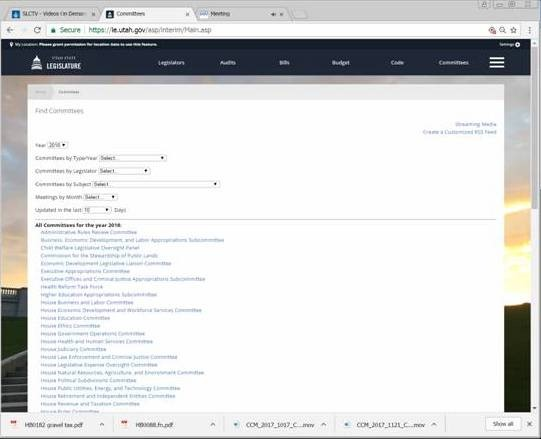 SLCTV - Videos | In Deman
Committees
Meeting
Secure https://le.utah.gov/asp/interim/Main.asp
My Location: Please grant permission for location data to use this feature.
Settings
LEGISLATURE
Legislators Audits Bills Budget Code Committees
Home Committees
Find Committees
Streaming Media
Create a Customized RSS Feed
Year 2018
Committees by Type/Year Select...
Committees by Legislator Select...
Committees by Subject Select...
Meetings by Month Select...
Updated in the last 10 Days
All Committees for the year 2018:
Administrative Rules Review Committee
Business, Economic Development, and Labor Appropriations Subcommittee
Child Welfare Legislative Oversight Panel
Commission for the Stewardship of Public Lands
Economic Development Legislative Liaison Committee
Executive Appropriations Committee
Executive Offices and Criminal Justice Appropriations Subcommittee
Health Reform Task Force
Higher Education Appropriations Subcommittee
House Business and Labor Committee
House Economic Development and Workforce Services Committee
House Education Committee
House Ethics Committee
House Government Operations Committee
House Health and Human Services Committee
House Judiciary Committee
House Law Enforcement and Criminal Justice Committee
House Legislative Expense Oversight Committee
House Natural Resources, Agriculture, and Environment Committee
House Political Subdivisions Committee
House Public Utilities, Energy, and Technology Committee
House Retirement and Independent Entities Committee
House Revenue and Taxation Committee
House Rules Committee
HB0182 gravel tax.pdf
HB0088.fn.pdf
CCM_2017_1017_C....mov
CCM_2017_1121_C....mov
Show all